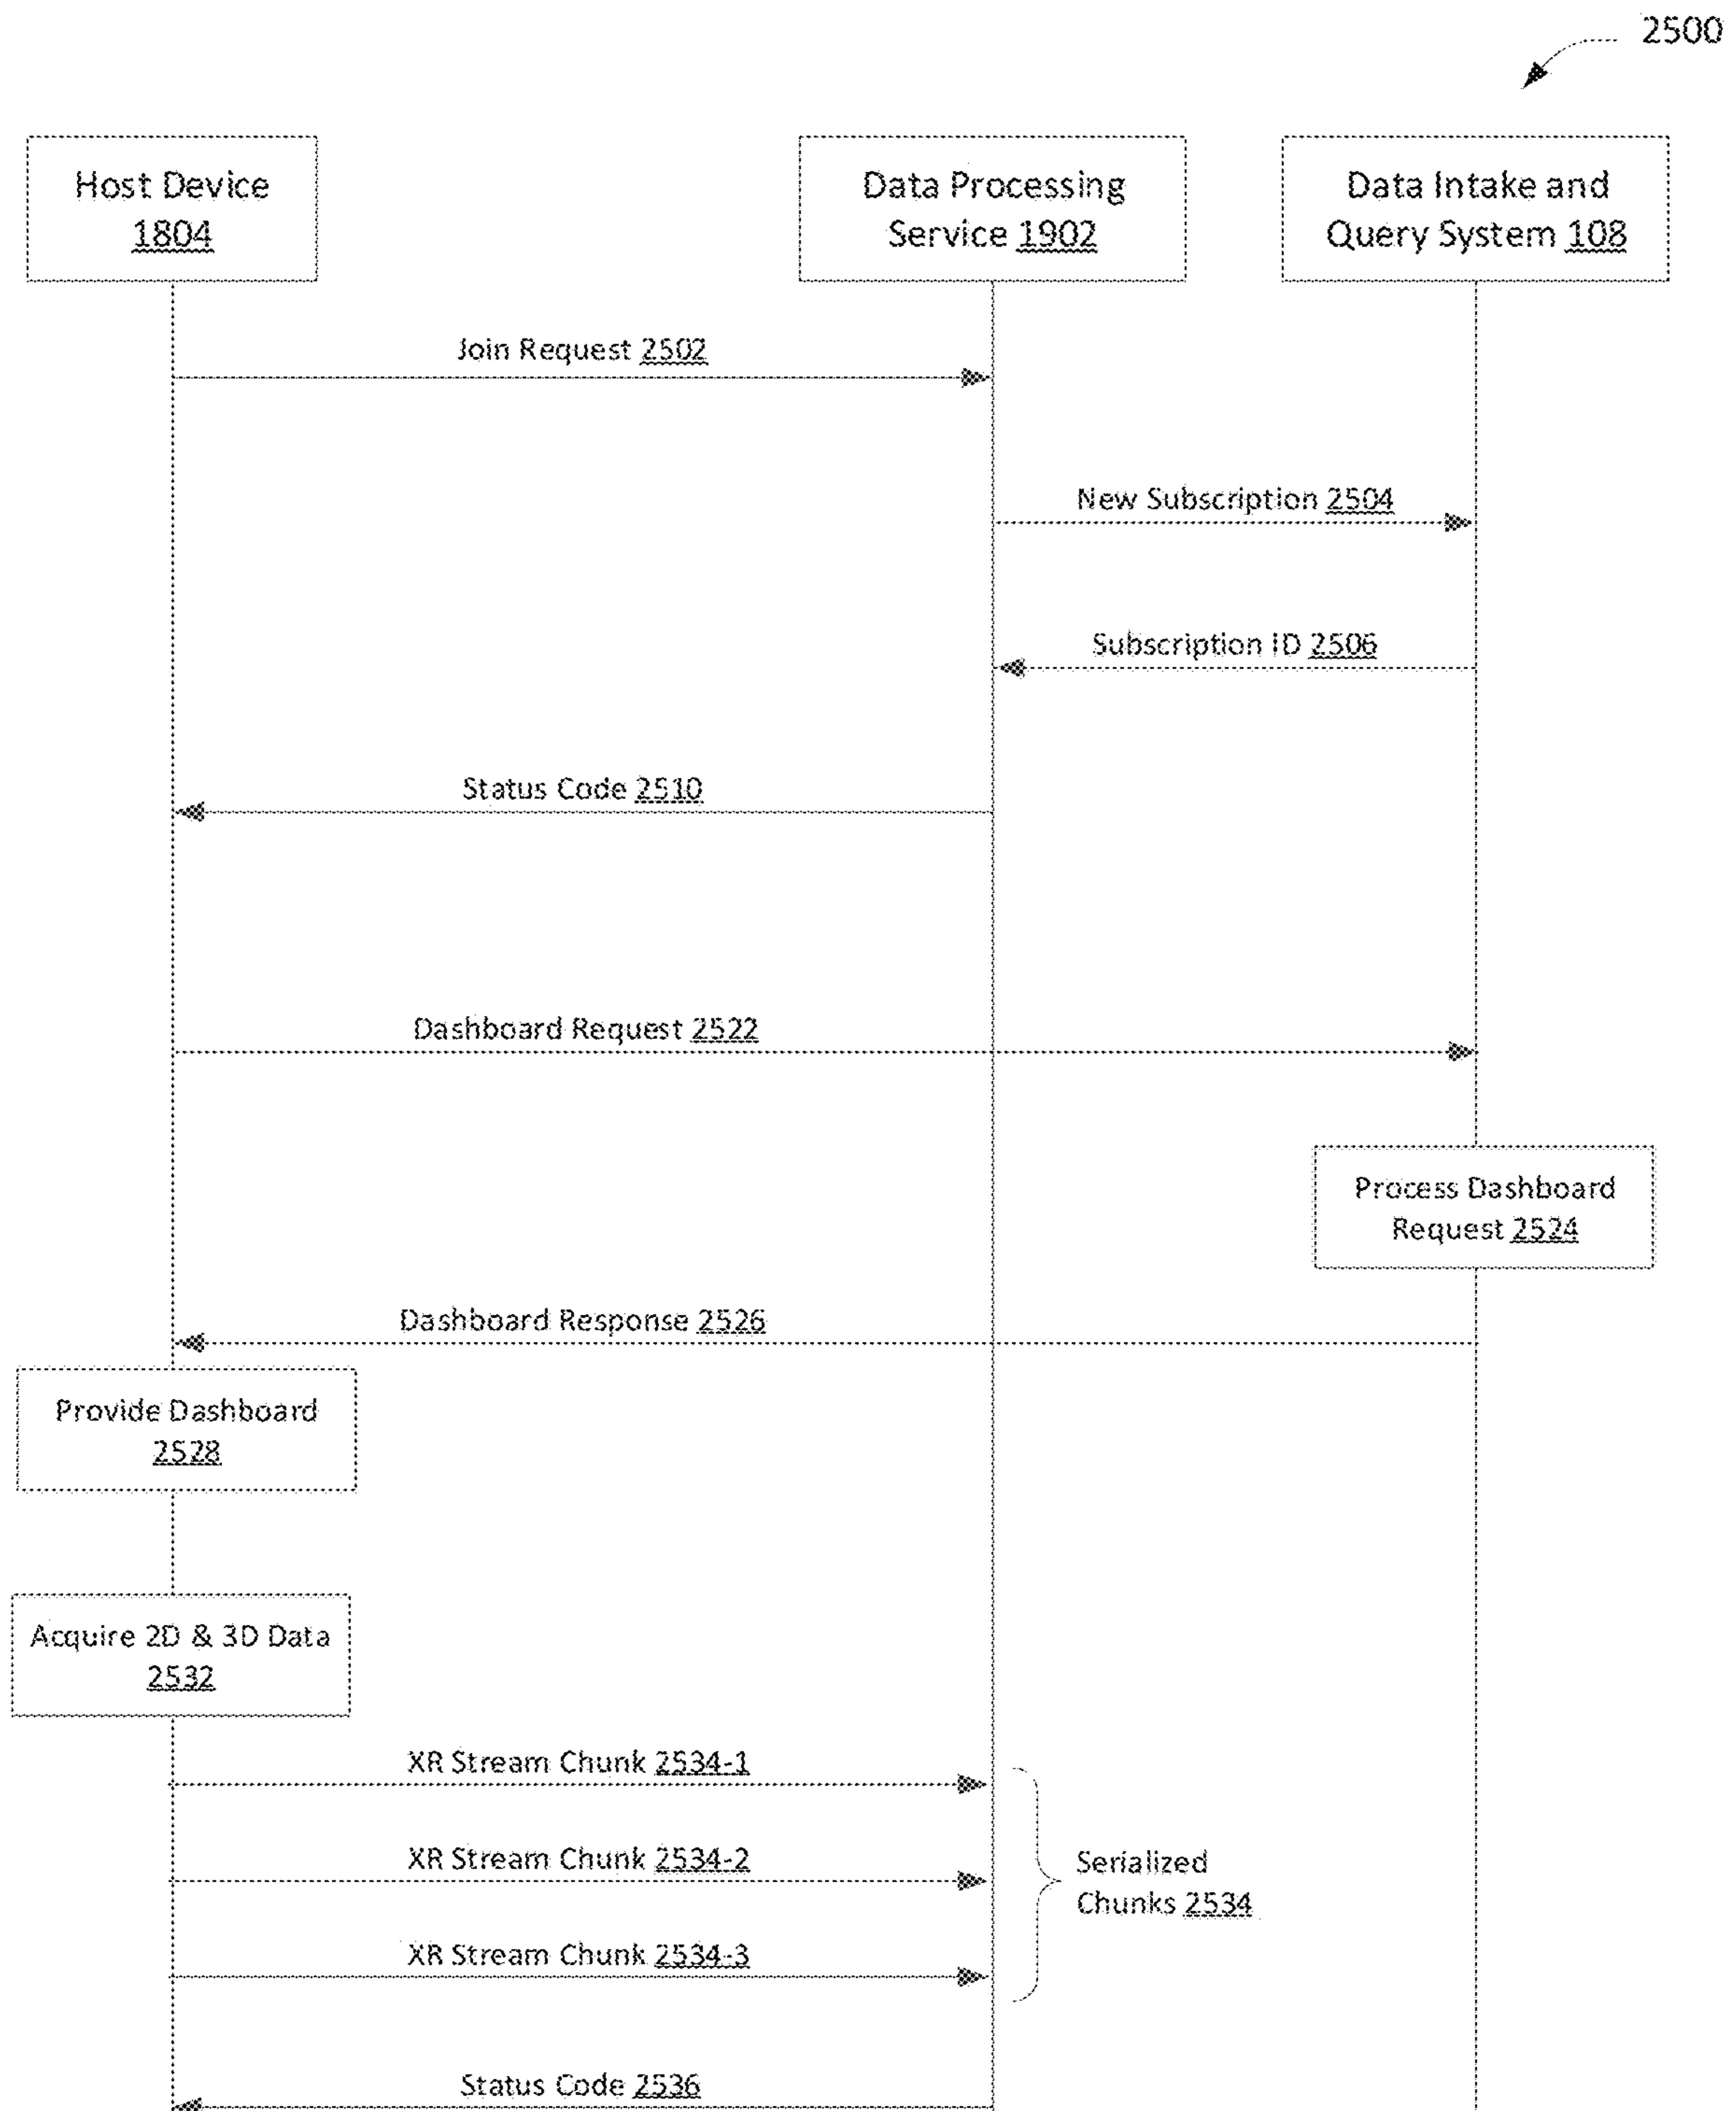 2500
Host Device
1804
Data Processing
Service 1902
Data Intake and
Query System 108
Join Request 2502
New Subscription 2504
Subscription ID 2506
Status Code 2510
Dashboard Request 2522
Process Dashboard
Request 2524
Dashboard Response 2526
Provide Dashboard
2528
Acquire 2D & 3D Data
2532
XR Stream Chunk 2534-1
XR Stream Chunk 2534-2
Serialized
Chunks 2534
XR Stream Chunk 2534-3
Status Code 2536